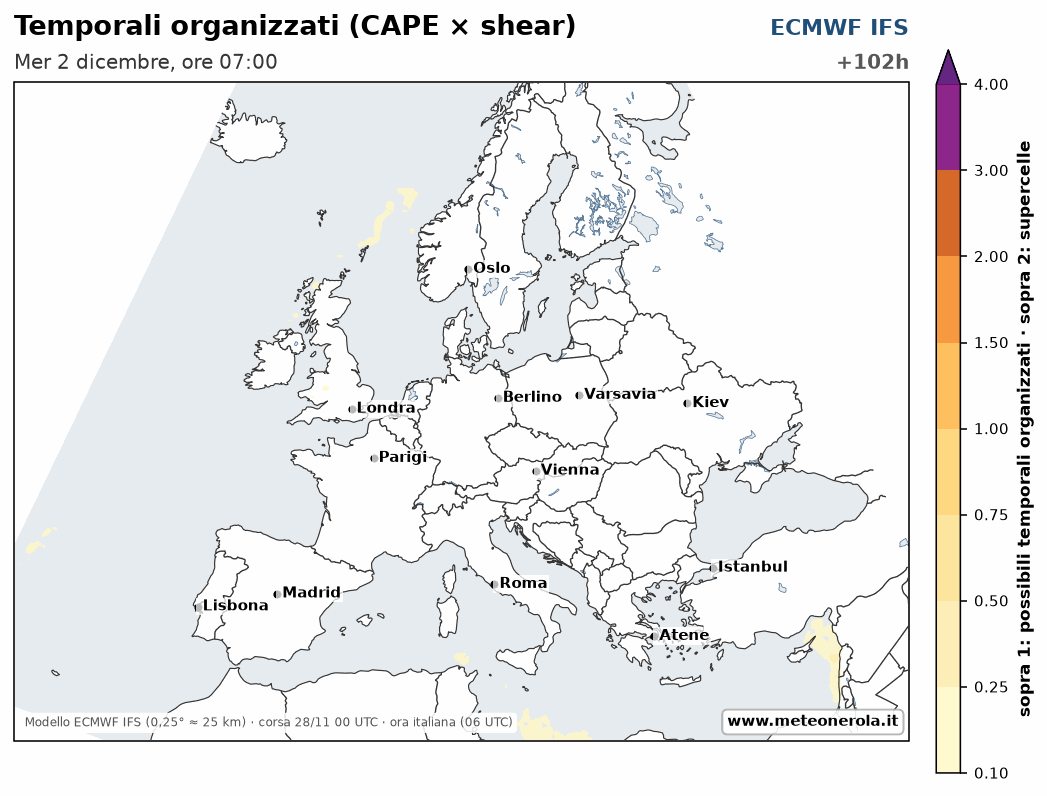 Temporali organizzati (CAPE × shear)
ECMWF IFS
Mer 2 dicembre, ore 07:00
+102h
Oslo
Berlino
Varsavia
Londra
Kiev
Parigi
Vienna
Istanbul
Roma
Madrid
Lisbona
Atene
Modello ECMWF IFS (0,25° ≈ 25 km) · corsa 28/11 00 UTC · ora italiana (06 UTC)
www.meteonerola.it
4.00
3.00
2.00
1.50
1.00
0.75
0.50
0.25
0.10
sopra 1: possibili temporali organizzati · sopra 2: supercelle